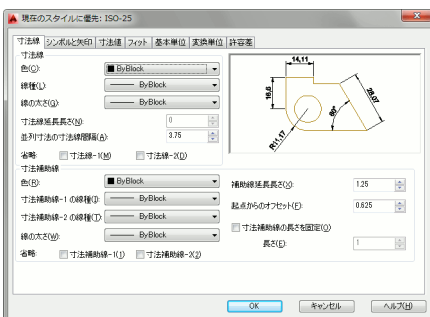 現在のスタイルに優先: ISO-25
寸法線 シンボルと矢印 寸法値 フィット 基本単位 変換単位 許容差
寸法線
色(C): ByBlock
線種(L): ByBlock
線の太さ(G): ByBlock
寸法線延長長さ(N): 0
並列寸法の寸法線間隔(A): 3.75
省略: 寸法線-1(M) 寸法線-2(D)
14,11
16,6
28,07
60°
R11,17
寸法補助線
色(R): ByBlock
寸法補助線-1 の線種(I): ByBlock
寸法補助線-2 の線種(T): ByBlock
線の太さ(W): ByBlock
省略: 寸法補助線-1(1) 寸法補助線-2(2)
補助線延長長さ(X): 1.25
起点からのオフセット(F): 0.625
寸法補助線の長さを固定(O)
長さ(E): 1
OK キャンセル ヘルプ(H)